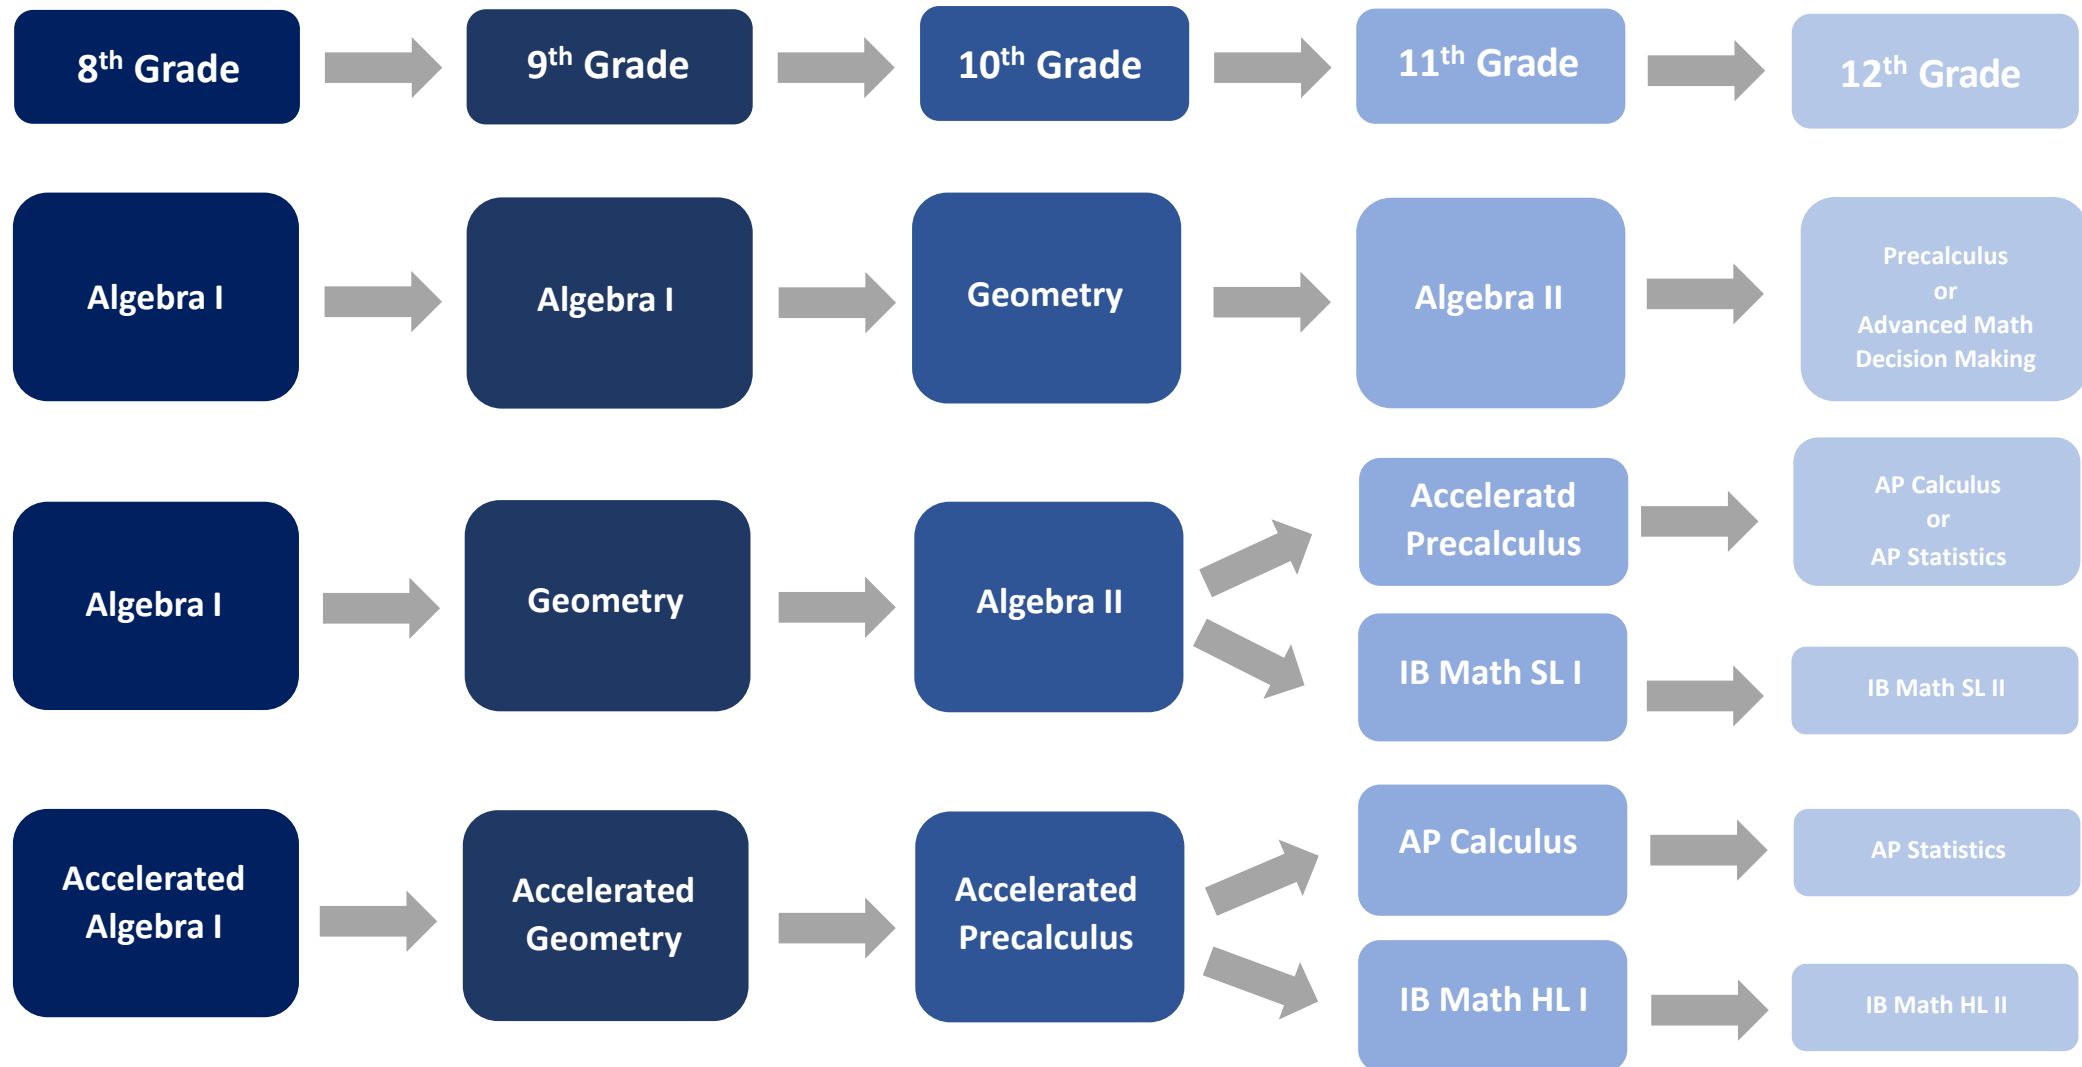 8th Grade
9th Grade
10th Grade
11th Grade
12th Grade
Algebra I
Algebra I
Geometry
Algebra II
Precalculus
or
Advanced Math
Decision Making
Algebra I
Geometry
Algebra II
Acceleratd
Precalculus
AP Calculus
or
AP Statistics
IB Math SL I
IB Math SL II
Accelerated
Algebra I
Accelerated
Geometry
Accelerated
Precalculus
AP Calculus
AP Statistics
IB Math HL I
IB Math HL II